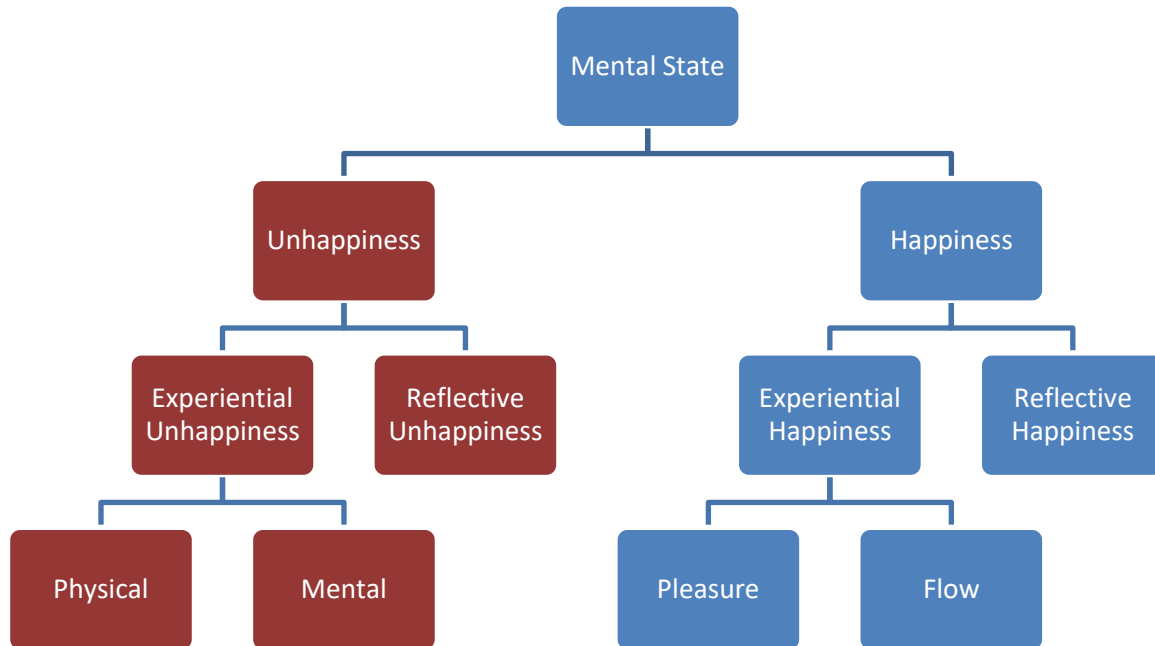 Mental State
Unhappiness
Happiness
Experiential
Unhappiness
Reflective
Unhappiness
Experiential
Happiness
Reflective
Happiness
Physical
Mental
Pleasure
Flow